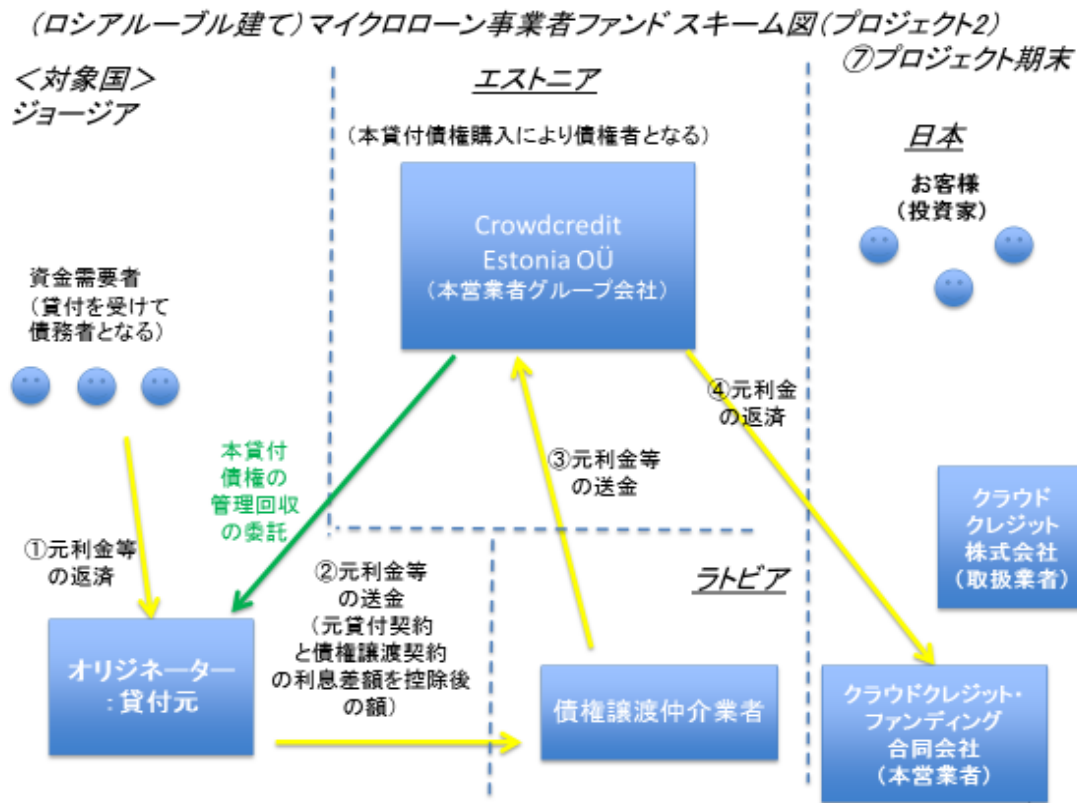 (ロシアルーブル建て)マイクロローン事業者ファンド スキーム図(プロジェクト2)
⑦プロジェクト期末
＜対象国＞
ジョージア
エストニア
(本貸付債権購入により債権者となる)
日本
お客様
(投資家)
Crowdcredit
Estonia OÜ
(本営業者グループ会社)
資金需要者
(貸付を受けて
債務者となる)
④元利金
の返済
本貸付
債権の
管理回収
の委託
③元利金等
の送金
クラウド
クレジット
株式会社
(取扱業者)
①元利金等
の返済
②元利金等
の送金
(元貸付契約
と債権譲渡契約
の利息差額を控除後
の額)
ラトビア
オリジネーター
：貸付元
債権譲渡仲介業者
クラウドクレジット・
ファンディング
合同会社
(本営業者)